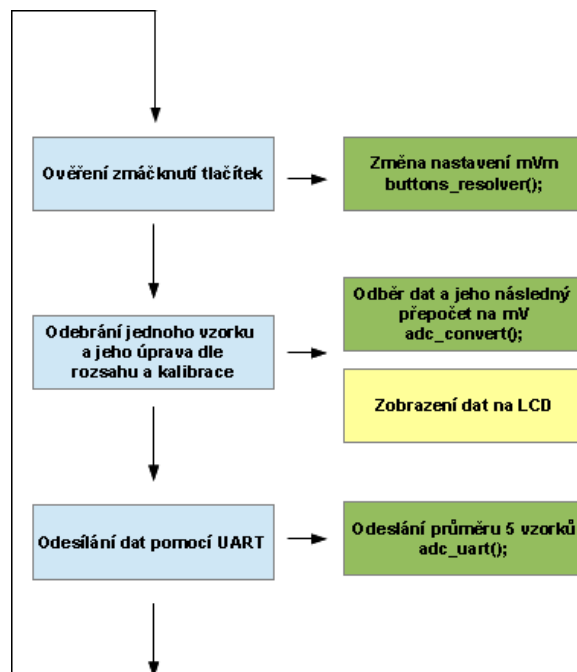 Ověření zmáčknutí tlačítek
Změna nastavení mVm
buttons_resolver();
Odebrání jednoho vzorku
a jeho úprava dle
rozsahu a kalibrace
Odběr dat a jeho následný
přepočet na mV
adc_convert();
Zobrazení dat na LCD
Odesílání dat pomocí UART
Odeslání průměru 5 vzorků
adc_uart();